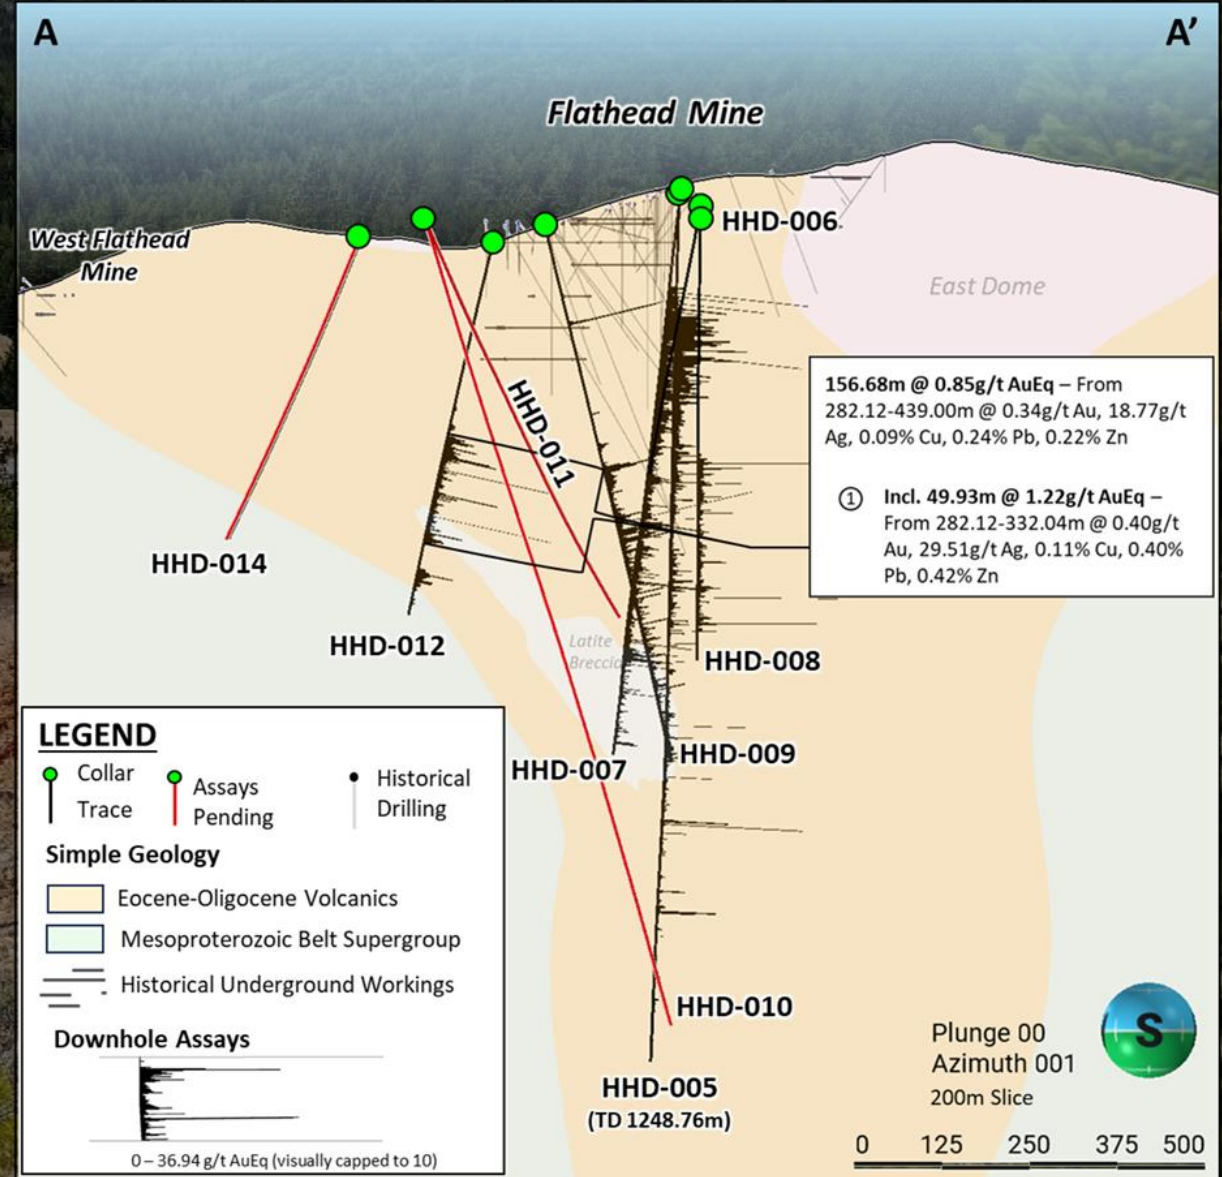 A
A'
Flathead Mine
HHD-006
West Flathead
Mine
East Dome
156.68m @ 0.85g/t AuEq – From
282.12-439.00m @ 0.34g/t Au, 18.77g/t
Ag, 0.09% Cu, 0.24% Pb, 0.22% Zn
1 Incl. 49.93m @ 1.22g/t AuEq –
From 282.12-332.04m @ 0.40g/t
Au, 29.51g/t Ag, 0.11% Cu, 0.40%
Pb, 0.42% Zn
HHD-011
HHD-014
HHD-012
Latite
Breccia
HHD-008
HHD-009
HHD-007
HHD-010
HHD-005
(TD 1248.76m)
LEGEND
Collar
Trace
Assays
Pending
Historical
Drilling
Simple Geology
Eocene-Oligocene Volcanics
Mesoproterozoic Belt Supergroup
Historical Underground Workings
Downhole Assays
0 – 36.94 g/t AuEq (visually capped to 10)
Plunge 00
Azimuth 001
200m Slice
S
0 125 250 375 500